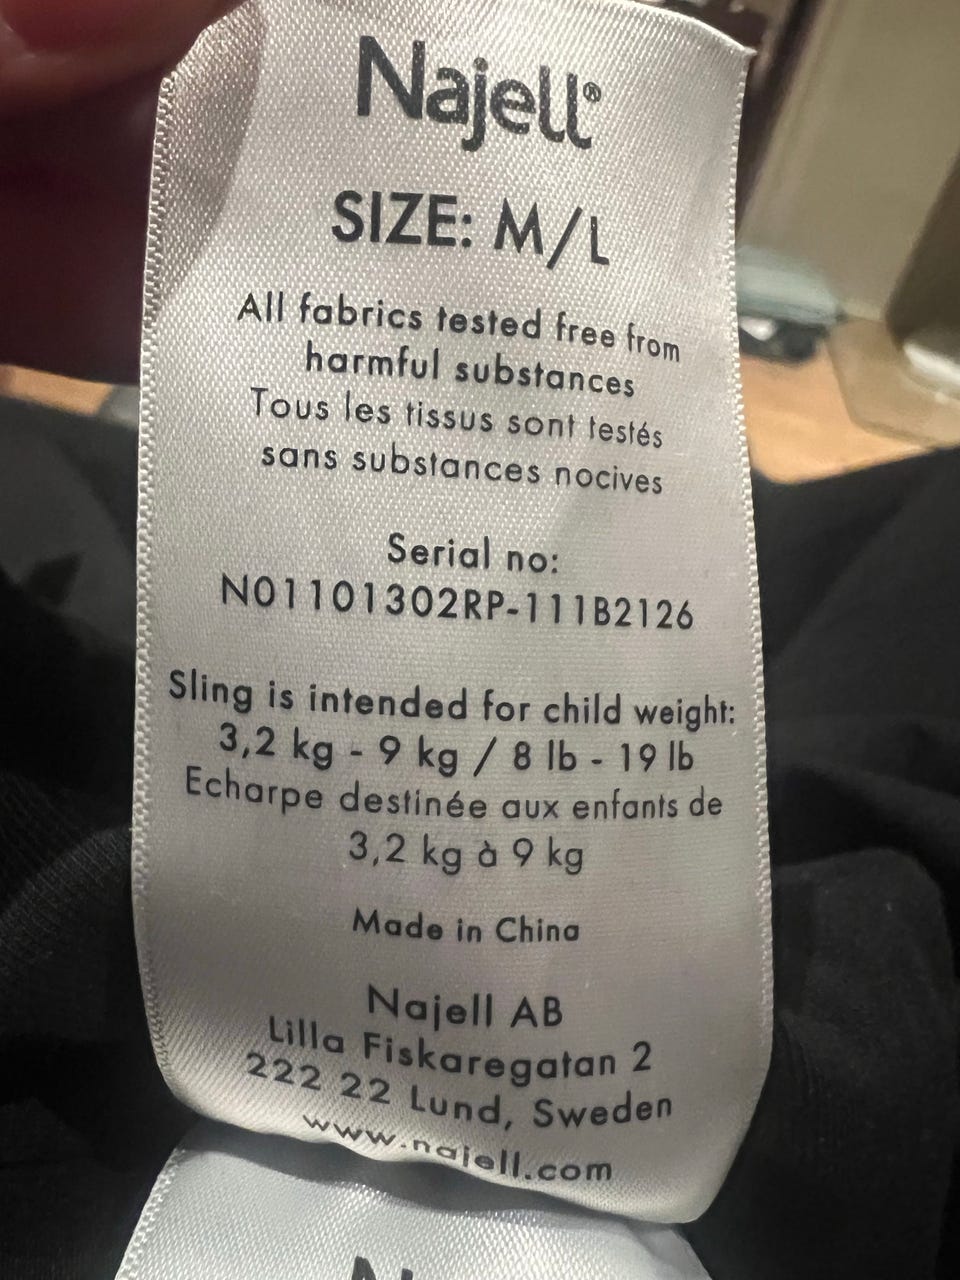 Najell®
SIZE: M/L
All fabrics tested free from
harmful substances
Tous les tissus sont testés
sans substances nocives
Serial no:
N01101302RP-111B2126
Sling is intended for child weight:
3,2 kg - 9 kg / 8 lb - 19 lb
Echarpe destinée aux enfants de
3,2 kg à 9 kg
Made in China
Najell AB
Lilla Fiskaregatan 2
222 22 Lund, Sweden
www.najell.com